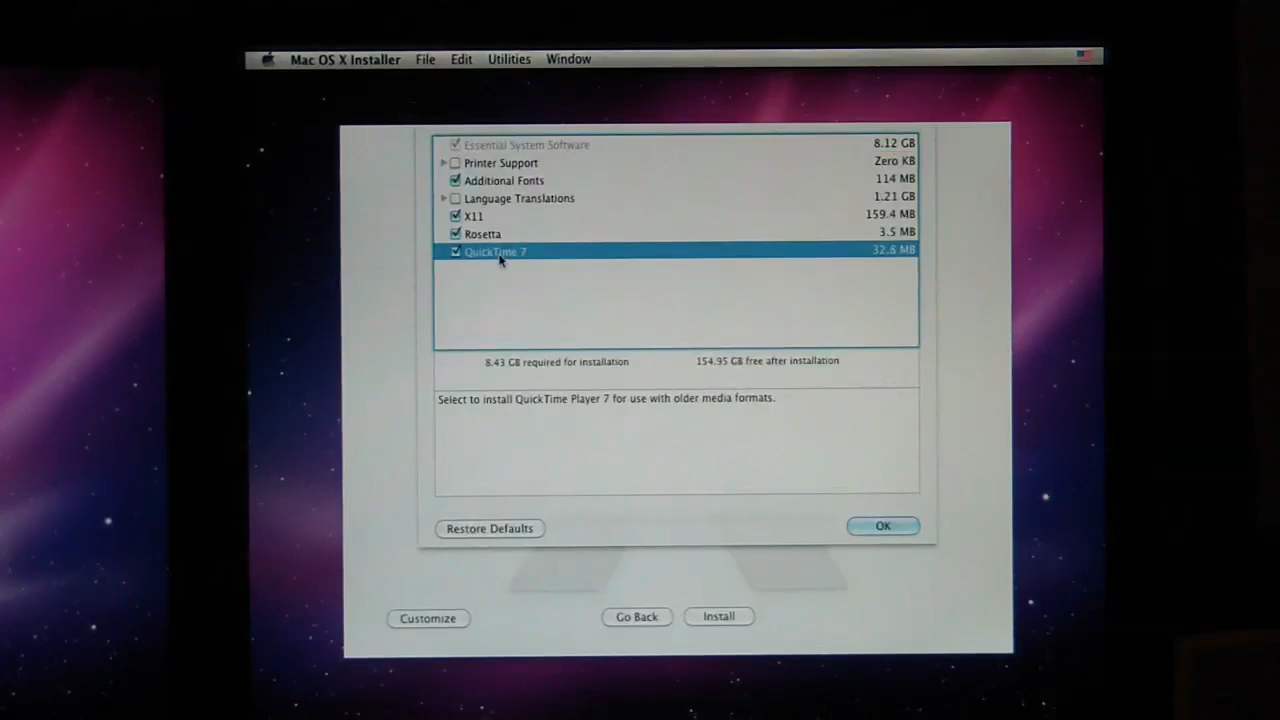 Mac OS X Installer File Edit Utilities Window
Essential System Software 8.12 GB
Printer Support Zero KB
Additional Fonts 114 MB
Language Translations 1.21 GB
X11 159.4 MB
Rosetta 3.5 MB
QuickTime 7 32.8 MB
8.43 GB required for installation 154.95 GB free after installation
Select to install QuickTime Player 7 for use with older media formats.
Restore Defaults OK
Customize Go Back Install